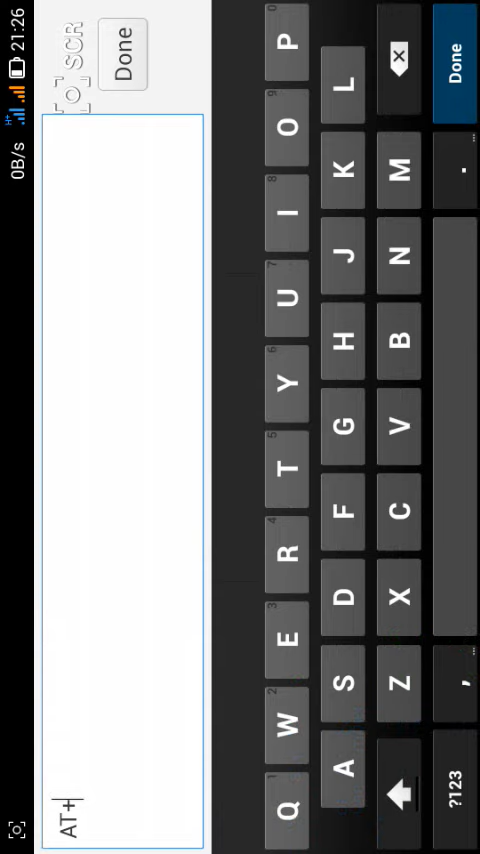 0B/s H+ 21:26
SCR
AT+
Done
Q 1 W 2 E 3 R 4 T 5 Y 6 U 7 I 8 O 9 P 0
A S D F G H J K L
Z X C V B N M
?123 , ... . ... Done